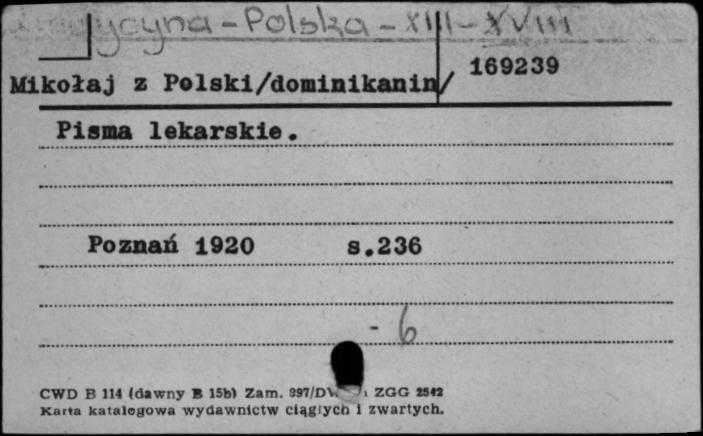 Medycyna - Polska - XIII - XVIII
Mikołaj z Polski/dominikanin/ 169239
Pisma lekarskie.
Poznań 1920 s.236
- 6
CWD B 114 (dawny B 15b) Zam. 997/ ZGG 2542
Karta katalogowa wydawnictw ciągłych i zwartych.